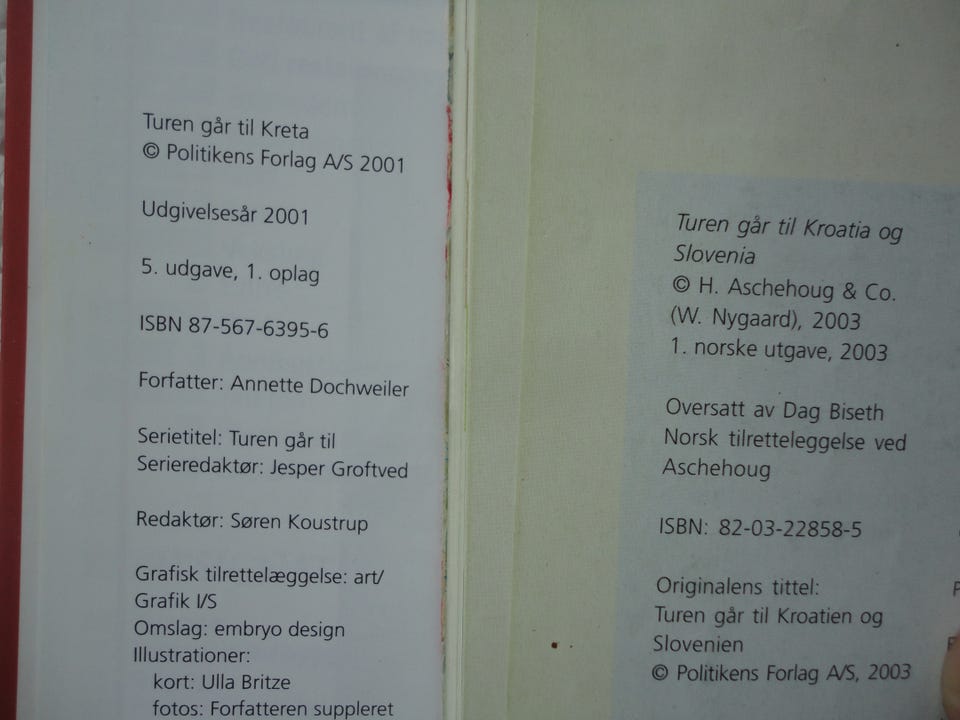 Turen går til Kreta
© Politikens Forlag A/S 2001
Udgivelsesår 2001
5. udgave, 1. oplag
ISBN 87-567-6395-6
Forfatter: Annette Dochweiler
Serietitel: Turen går til
Serieredaktør: Jesper Groftved
Redaktør: Søren Koustrup
Grafisk tilrettelæggelse: art/
Grafik I/S
Omslag: embryo design
Illustrationer:
kort: Ulla Britze
fotos: Forfatteren suppleret
Turen går til Kroatia og
Slovenia
© H. Aschehoug & Co.
(W. Nygaard), 2003
1. norske utgave, 2003
Oversatt av Dag Biseth
Norsk tilretteleggelse ved
Aschehoug
ISBN: 82-03-22858-5
Originalens tittel:
Turen går til Kroatien og
Slovenien
© Politikens Forlag A/S, 2003